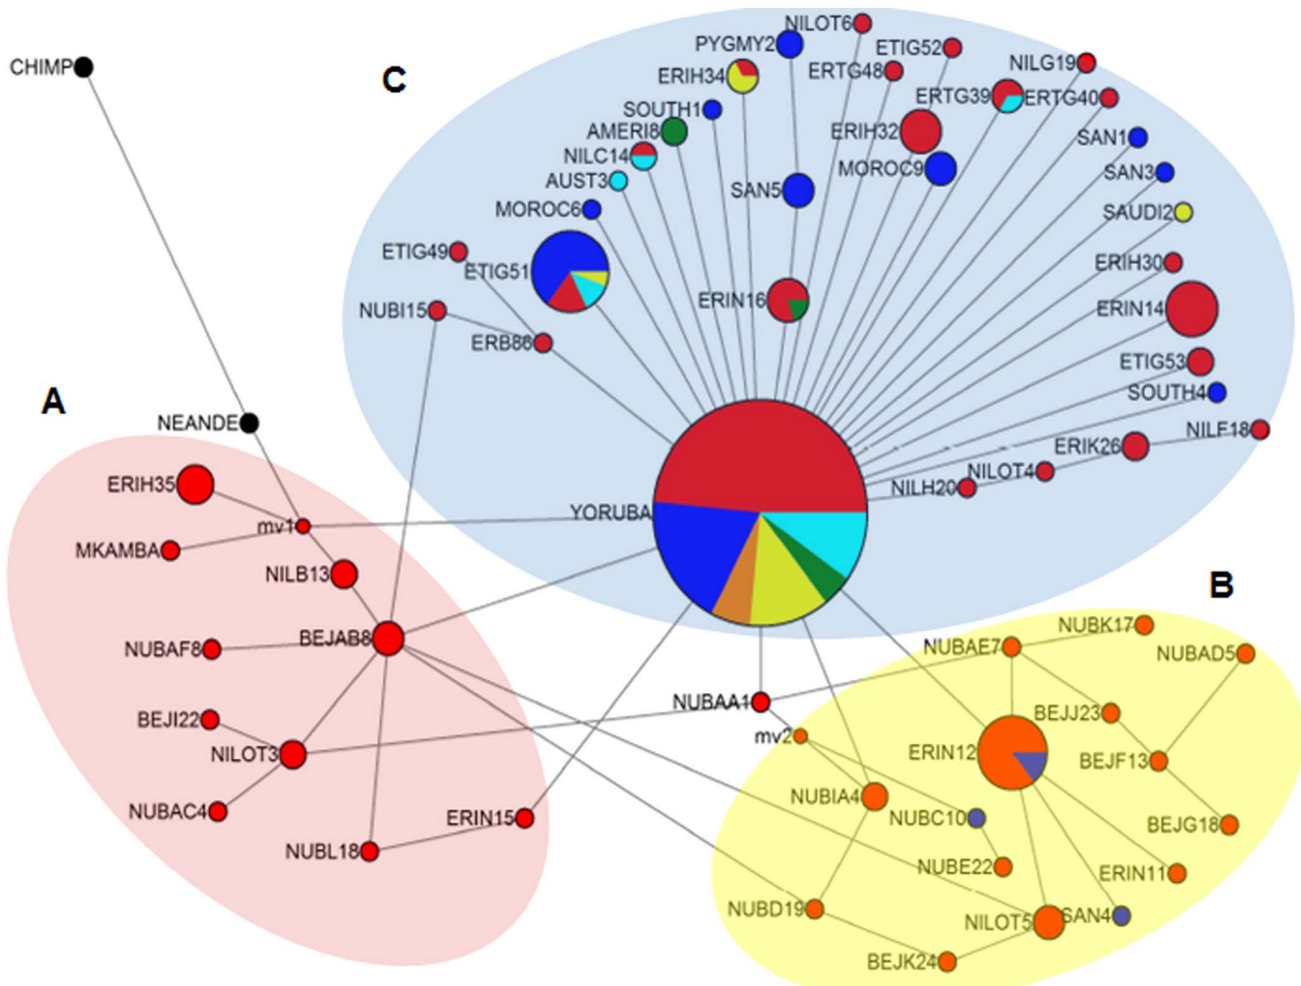 CHIMP
C
NILOT6
PYGMY2
ETIG52
ERIH34
ERTG48
NILG19
ERTG39
ERTG40
SOUTH1
AMERI8
ERIH32
SAN1
NILC14
MOROC9
SAN3
AUST3
SAN5
MOROC6
SAUDI2
ETIG49
ETIG51
ERIH30
NUBI15
ERIN16
ERIN14
ERB86
ETIG53
SOUTH4
A
NEANDE
NILF18
ERIK26
NILOT4
NILH20
ERIH35
YORUBA
mv1
MKAMBA
NILB13
B
BEJAB8
NUBAF8
NUBAE7
NUBK17
NUBAD5
NUBAA1
BEJI22
BEJJ23
mv2
NILOT3
ERIN12
BEJF13
NUBIA4
NUBAC4
ERIN15
NUBC10
BEJG18
NUBL18
NUBE22
ERIN11
NUBD19
NILOT5
SAN4
BEJK24